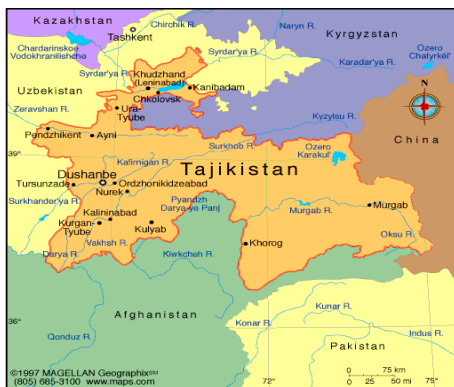 Kazakhstan
Chirchik R.
Naryn R.
Kyrgyzstan
Tashkent
Chardarinskoe
Vodokhranilishche
Syrdar'ya R.
Ozero
Chatyrkël'
Syrdar'ya R.
Khudzhand
(Leninabad)
Karadar'ya R.
Uzbekistan
Kanibadam
Chkolovsk
N
Zeravshan R.
Ura
Tyube
Kyzylsu R.
Pendzhikent
Ayni
China
39°
Surkhob R.
Kafirnigan R.
Ozero
Karakul'
Tajikistan
Dushanbe
Tursunzade
Ordzhonikidzeabad
Nurek
Surkhandar'ya R.
Pyandzh
Darya-ye Panj
Murgab R.
Murgab
Kalininabad
Kurgan-
Tyube
Kulyab
Oksu R.
Vakhsh R.
Khorog
Darya R.
Kiwkcheh R.
Afghanistan
Kunar R.
36°
Konar R.
Indus R.
Qonduz R.
Pakistan
©1997 MAGELLAN Geographix℠
(805) 685-3100 www.maps.com
72°
0 75 km
0 50 mi
75°